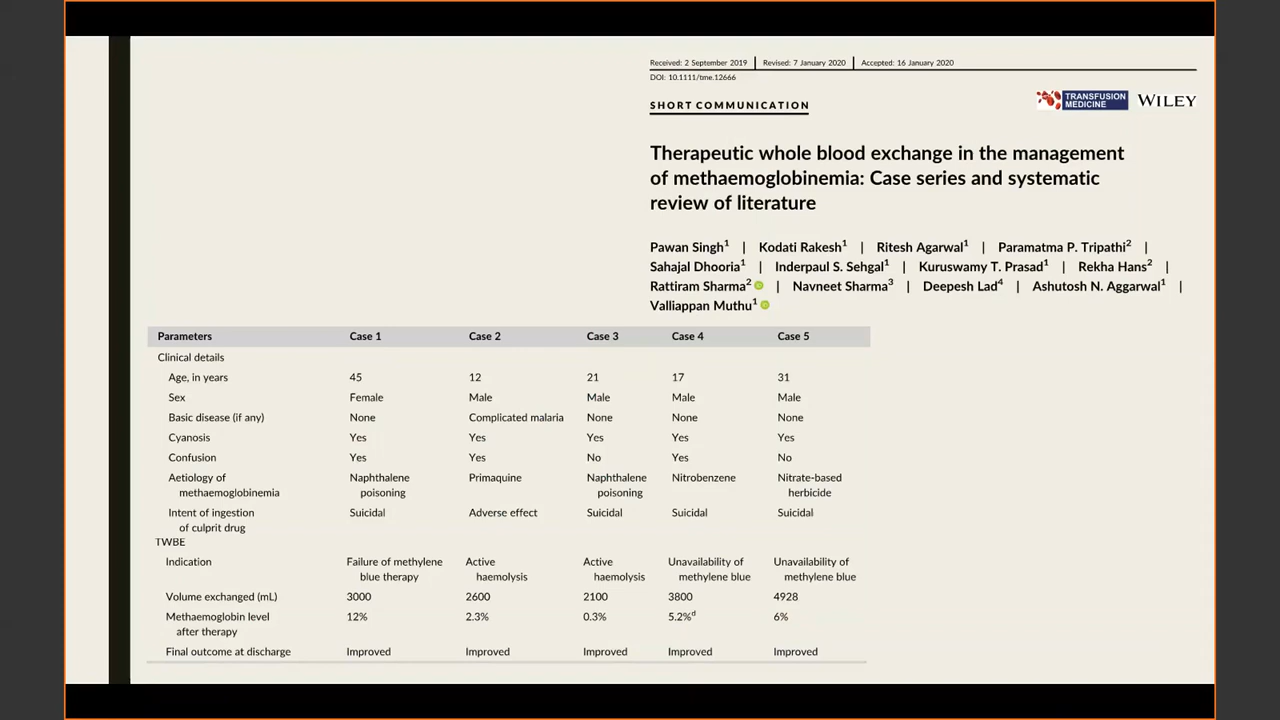 Received: 2 September 2019 | Revised: 7 January 2020 | Accepted: 16 January 2020
DOI: 10.1111/tme.12666
SHORT COMMUNICATION
TRANSFUSION
MEDICINE
WILEY
Therapeutic whole blood exchange in the management
of methaemoglobinemia: Case series and systematic
review of literature
Pawan Singh1 | Kodati Rakesh1 | Ritesh Agarwal1 | Paramatma P. Tripathi2 |
Sahajal Dhooria1 | Inderpaul S. Sehgal1 | Kuruswamy T. Prasad1 | Rekha Hans2 |
Rattiram Sharma2 iD | Navneet Sharma3 | Deepesh Lad4 | Ashutosh N. Aggarwal1 |
Valliappan Muthu1 iD
Parameters Case 1 Case 2 Case 3 Case 4 Case 5
Clinical details
Age, in years 45 12 21 17 31
Sex Female Male Male Male Male
Basic disease (if any) None Complicated malaria None None None
Cyanosis Yes Yes Yes Yes Yes
Confusion Yes Yes No Yes No
Aetiology of Naphthalene Primaquine Naphthalene Nitrobenzene Nitrate-based
methaemoglobinemia poisoning poisoning herbicide
Intent of ingestion Suicidal Adverse effect Suicidal Suicidal Suicidal
of culprit drug
TWBE
Indication Failure of methylene Active Active Unavailability of Unavailability of
blue therapy haemolysis haemolysis methylene blue methylene blue
Volume exchanged (mL) 3000 2600 2100 3800 4928
Methaemoglobin level 12% 2.3% 0.3% 5.2%d 6%
after therapy
Final outcome at discharge Improved Improved Improved Improved Improved